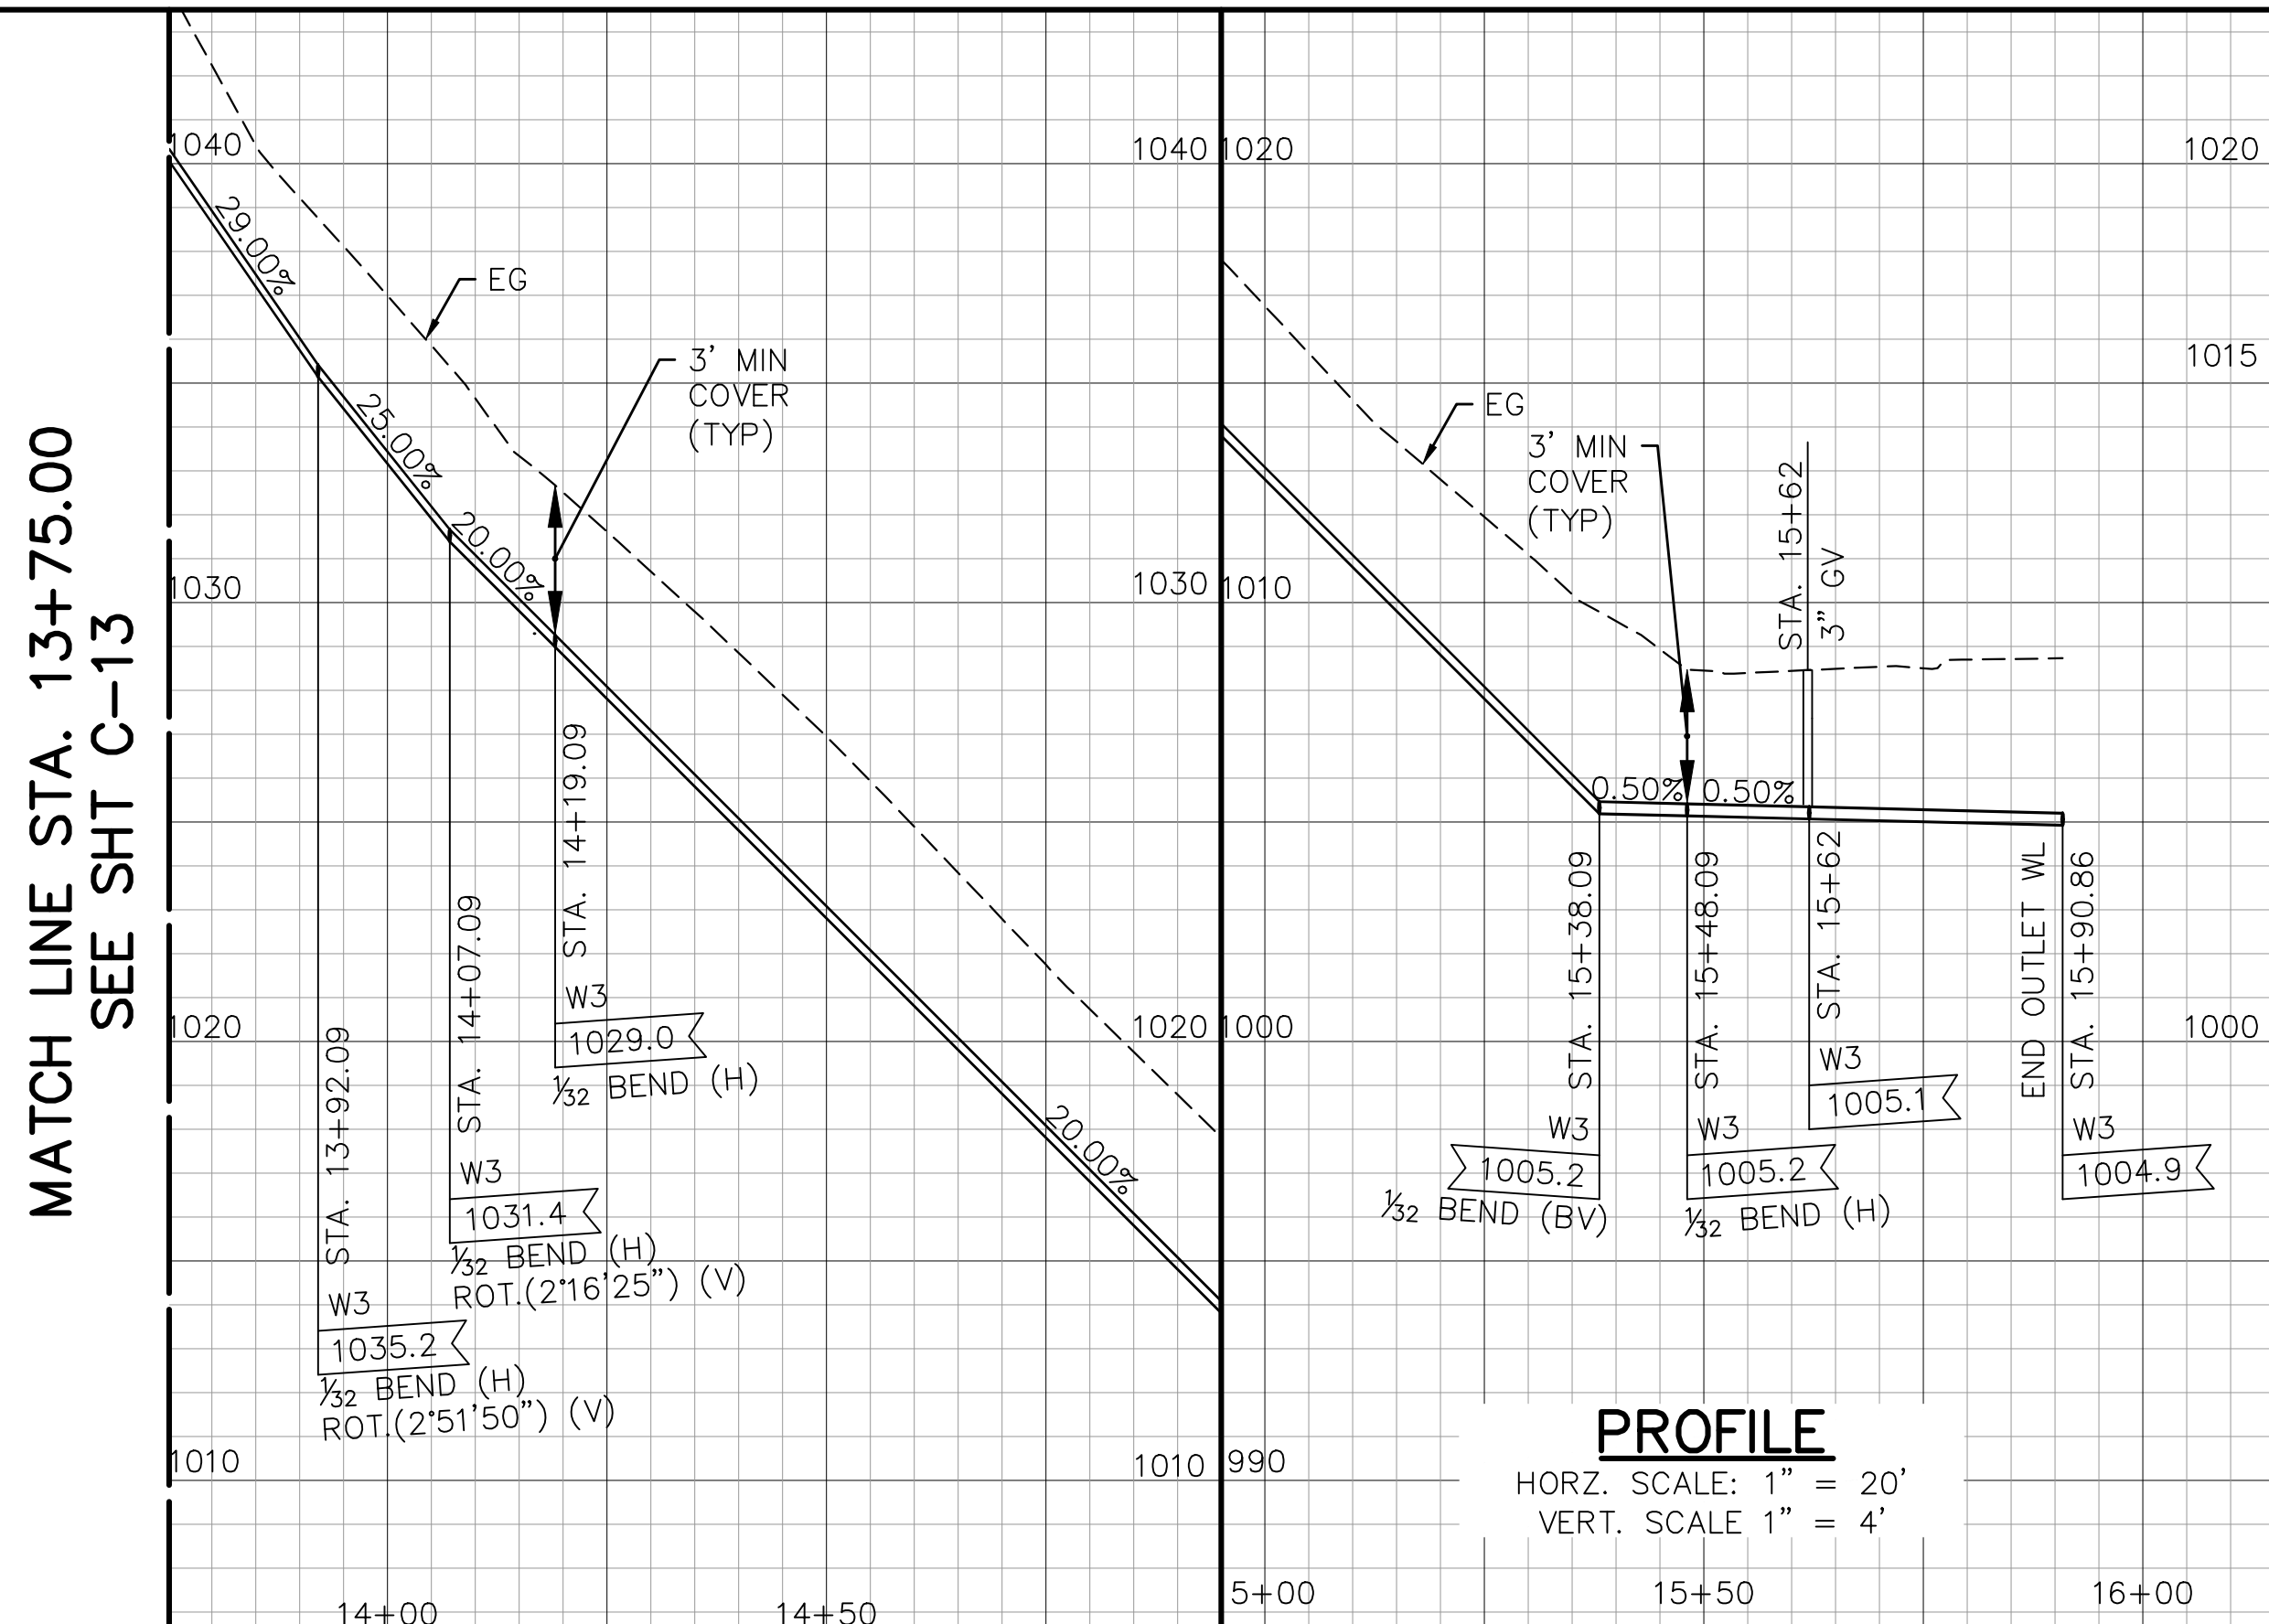 MATCH LINE STA. 13+75.00
SEE SHT C-13
1040
1030
1020
1010
1040
1030
1020
1010
29.00%
25.00%
20.00%
20.00%
EG
3' MIN
COVER
(TYP)
STA. 13+92.09
W3
1035.2
1/32 BEND (H)
ROT.(2°51'50") (V)
STA. 14+07.09
W3
1031.4
1/32 BEND (H)
ROT.(2°16'25") (V)
STA. 14+19.09
W3
1029.0
1/32 BEND (H)
14+00
14+50
1020
1010
1000
990
1020
1015
1000
EG
3' MIN
COVER
(TYP)
STA. 15+62
3" GV
0.50%
0.50%
STA. 15+38.09
W3
1005.2
1/32 BEND (BV)
STA. 15+48.09
W3
1005.2
1/32 BEND (H)
STA. 15+62
W3
1005.1
END OUTLET WL
STA. 15+90.86
W3
1004.9
PROFILE
HORZ. SCALE: 1" = 20'
VERT. SCALE 1" = 4'
5+00
15+50
16+00